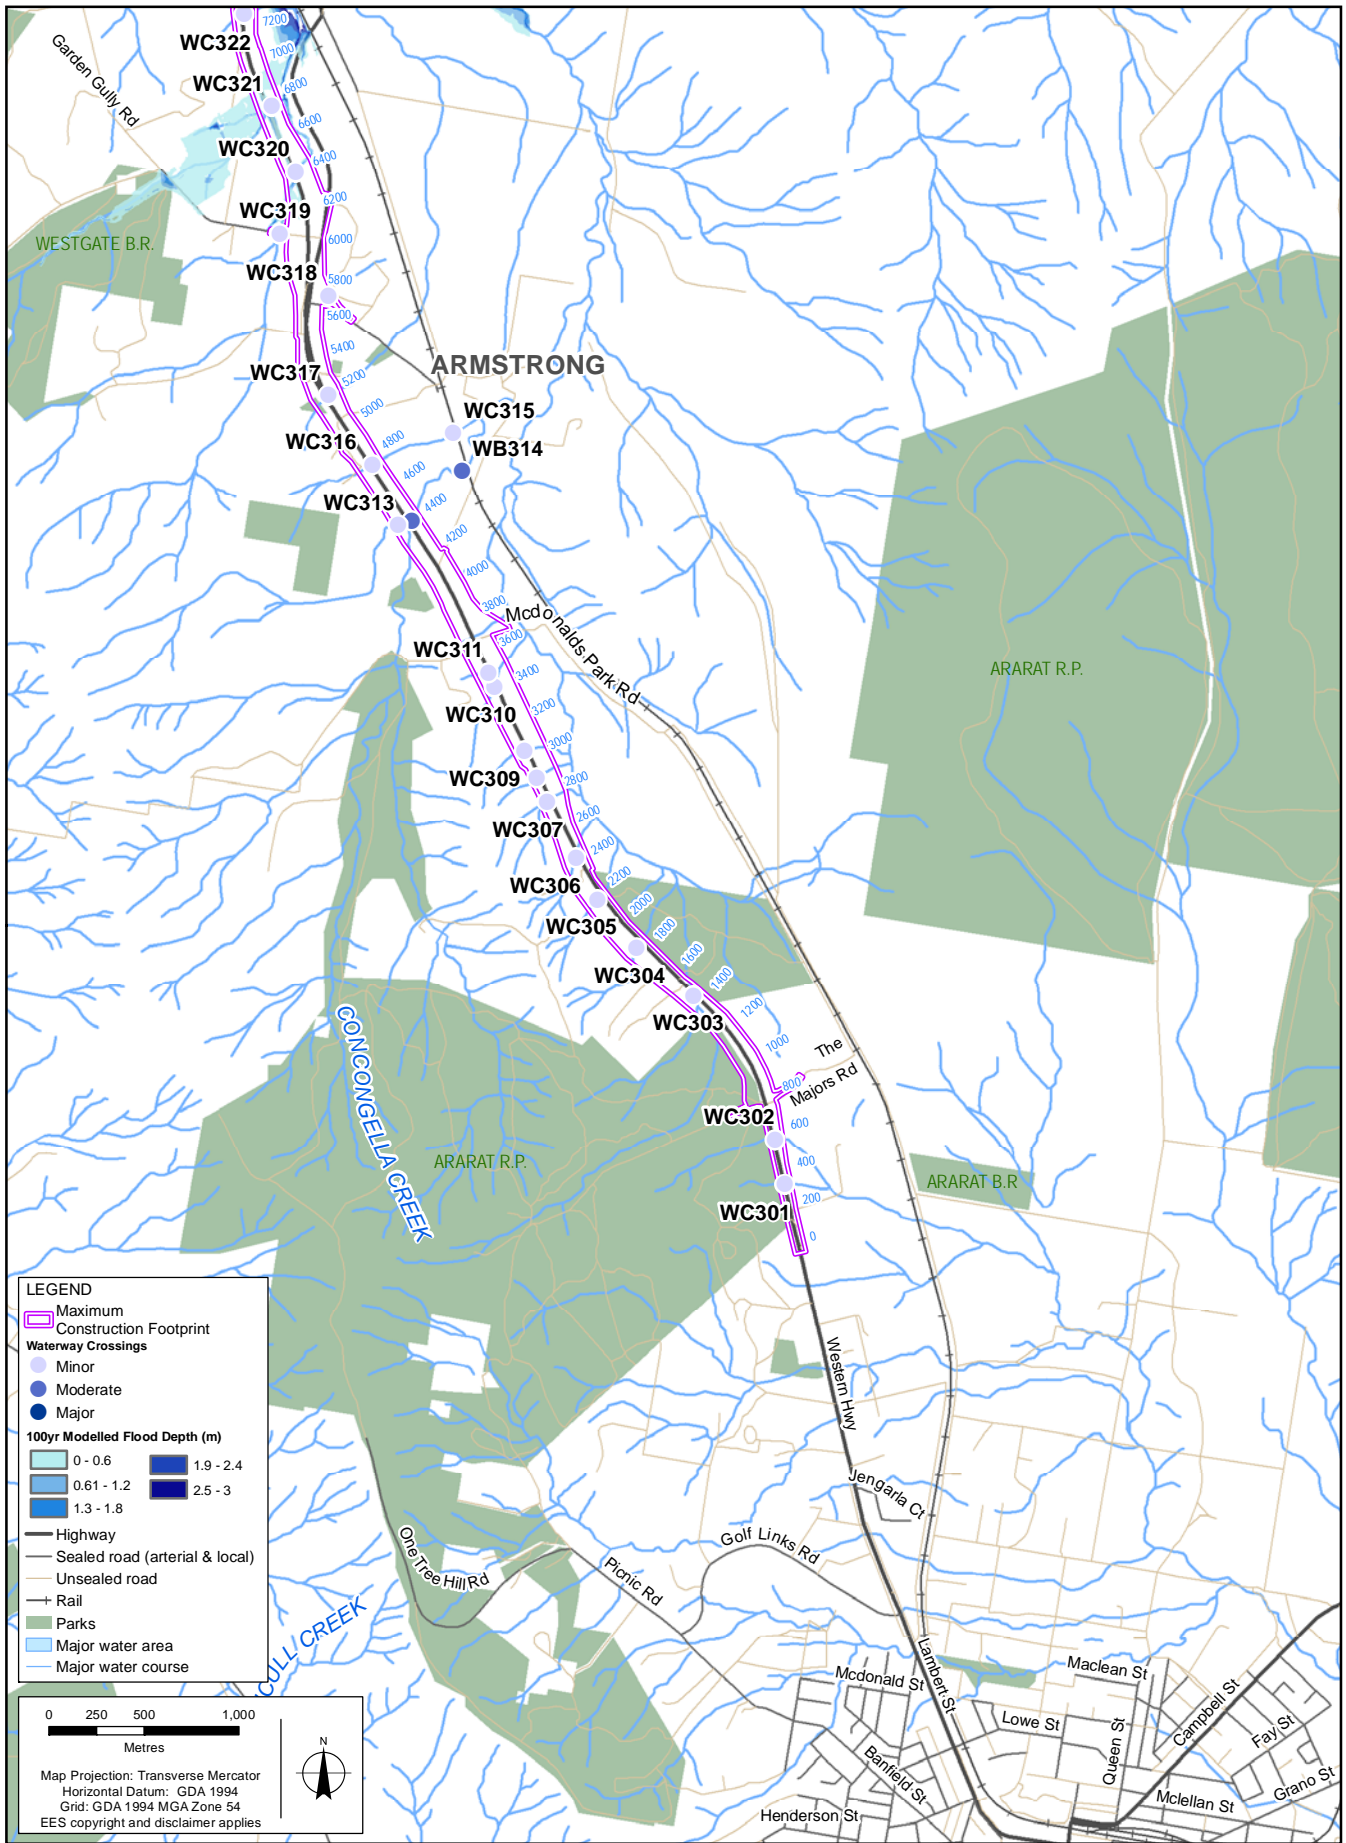 7200
WC322
7000
Garden Gully Rd
WC321
6800
6600
WC320
6400
6200
WC319
6000
WESTGATE B.R.
WC318
5800
5600
5400
ARMSTRONG
WC317
5200
5000
WC315
WC316
4800
WB314
4600
WC313
4400
4200
4000
3800
Mcdonalds Park Rd
3600
WC311
3400
ARARAT R.P.
WC310
3200
3000
WC309
2800
2600
WC307
2400
WC306
2200
2000
WC305
1800
1600
WC304
1400
1200
WC303
1000
The
Majors Rd
800
CONCONGELLA CREEK
WC302
600
ARARAT R.P.
400
ARARAT B.R
200
WC301
0
LEGEND
Maximum
Construction Footprint
Waterway Crossings
Minor
Moderate
Major
100yr Modelled Flood Depth (m)
0 - 0.6
0.61 - 1.2
1.3 - 1.8
1.9 - 2.4
2.5 - 3
Highway
Sealed road (arterial & local)
Unsealed road
Rail
Parks
Major water area
Major water course
Western Hwy
Jengarla Ct
One Tree Hill Rd
Golf Links Rd
Picnic Rd
CULL CREEK
Lambert St
Mcdonald St
Maclean St
Campbell St
Lowe St
Queen St
Fay St
Banfield St
Grano St
Mclellan St
Henderson St
0 250 500 1,000
Metres
N
Map Projection: Transverse Mercator
Horizontal Datum: GDA 1994
Grid: GDA 1994 MGA Zone 54
EES copyright and disclaimer applies